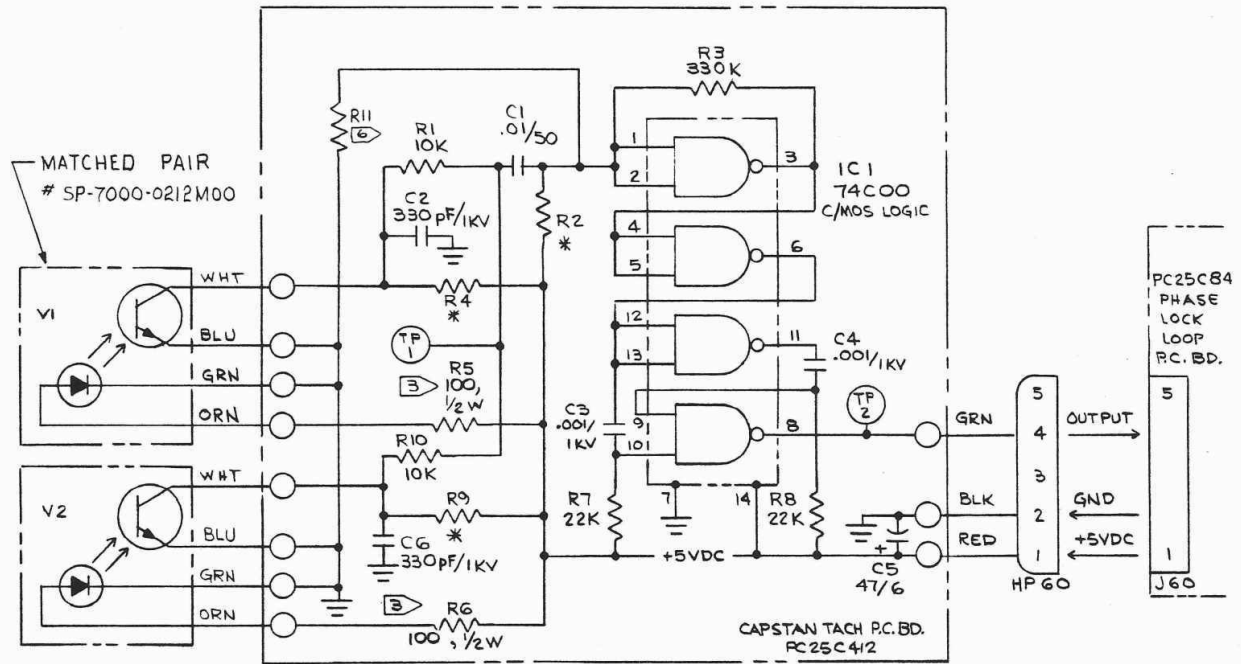 MATCHED PAIR
# SP-7000-0212M00
V1
WHT
BLU
GRN
ORN
V2
WHT
BLU
GRN
ORN
R11
6
R1
10K
C1
.01/50
C2
330pF/1KV
R2
*
R4
*
TP
1
3
R5
100,
1/2W
R10
10K
R9
*
C6
330pF/1KV
3
R6
100, 1/2W
R3
330K
1
2
3
IC1
74C00
C/MOS LOGIC
4
5
6
12
13
11
C4
.001/1KV
C3
.001/
1KV
9
10
8
TP
2
7
14
R7
22K
R8
22K
+5VDC
+
C5
47/6
CAPSTAN TACH P.C. BD.
PC25C412
GRN
BLK
RED
5
4
3
2
1
HP60
OUTPUT
GND
+5VDC
PC25C84
PHASE
LOCK
LOOP
P.C. BD.
5
1
J60